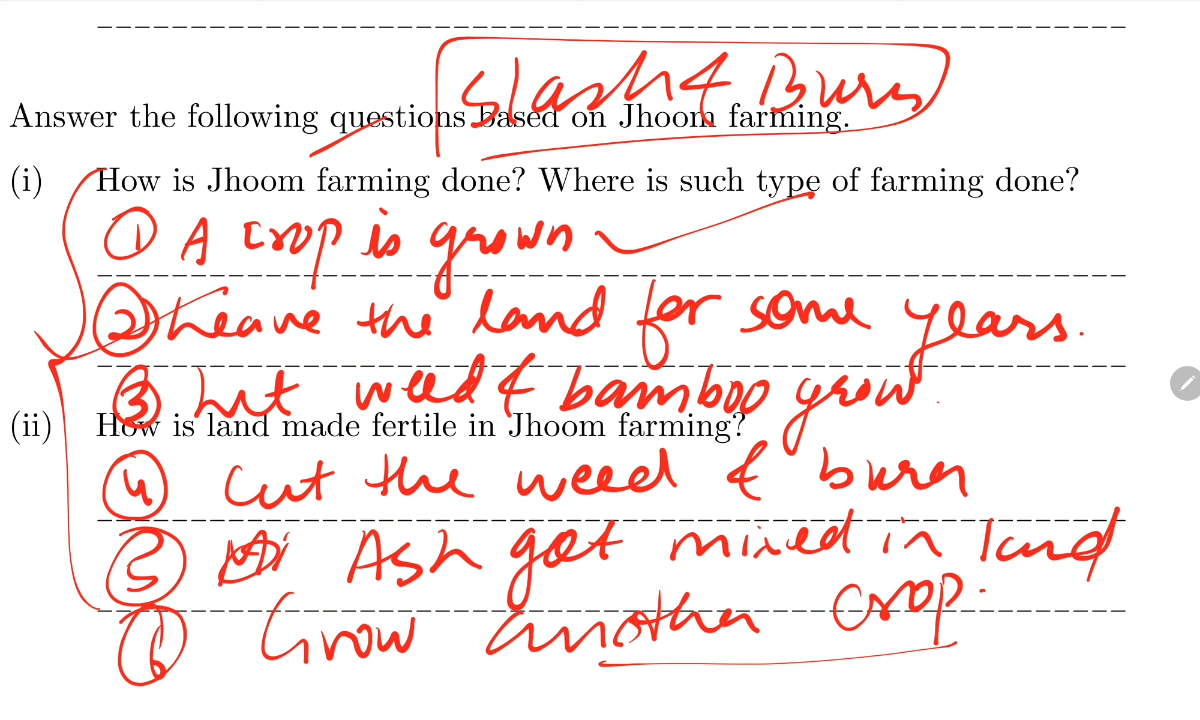 Slash & Burn
Answer the following questions based on Jhoom farming.
(i) How is Jhoom farming done? Where is such type of farming done?
① A crop is grown
② Leave the land for some years.
③ Let weed & bamboo grow.
(ii) How is land made fertile in Jhoom farming?
④ Cut the weed & burn
⑤ Ash get mixed in land
⑥ Grow another crop.